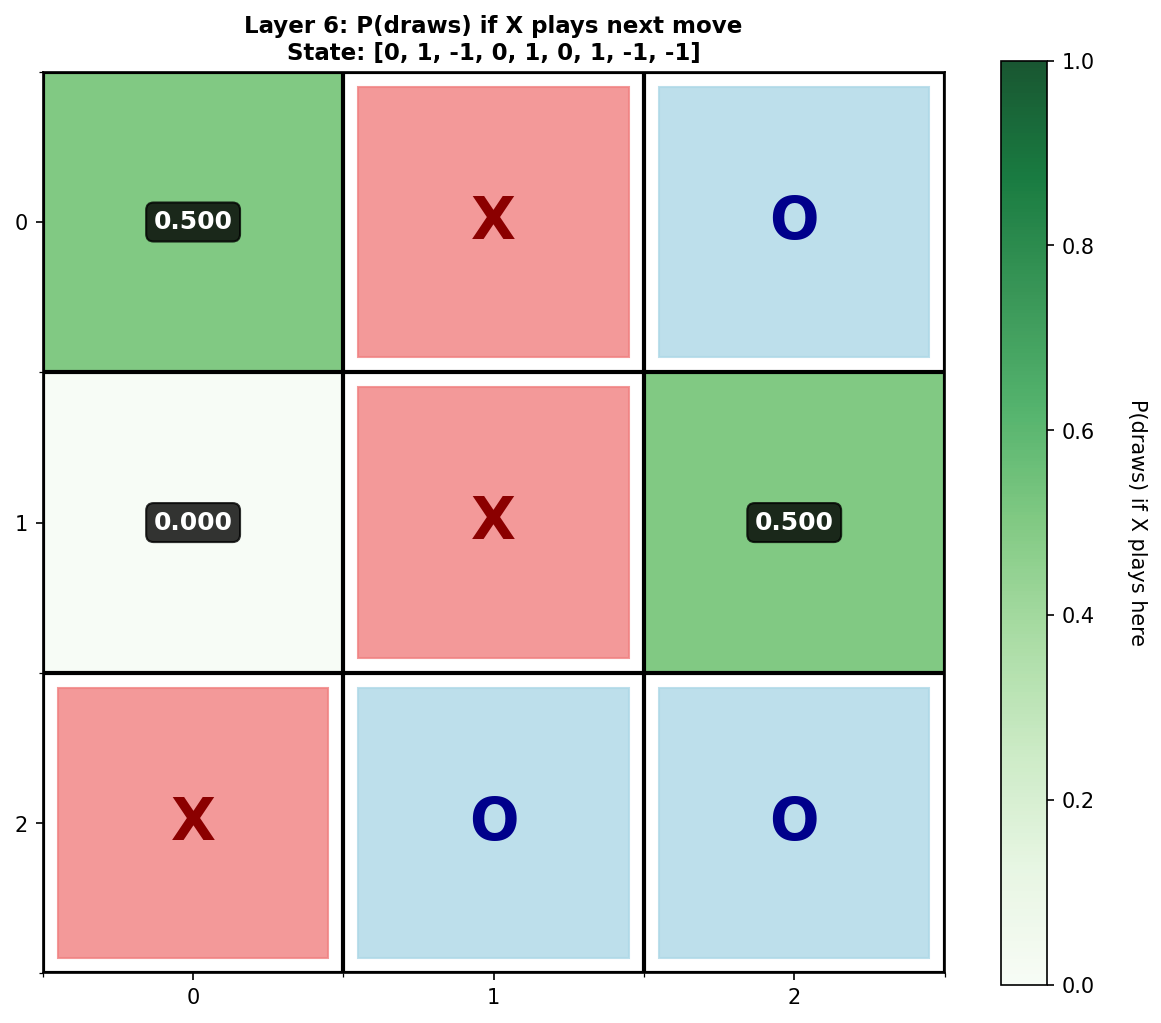 Layer 6: P(draws) if X plays next move
State: [0, 1, -1, 0, 1, 0, 1, -1, -1]
0
0.500
X
O
1
0.000
X
0.500
2
X
O
O
0
1
2
1.0
0.8
0.6
0.4
0.2
0.0
P(draws) if X plays here